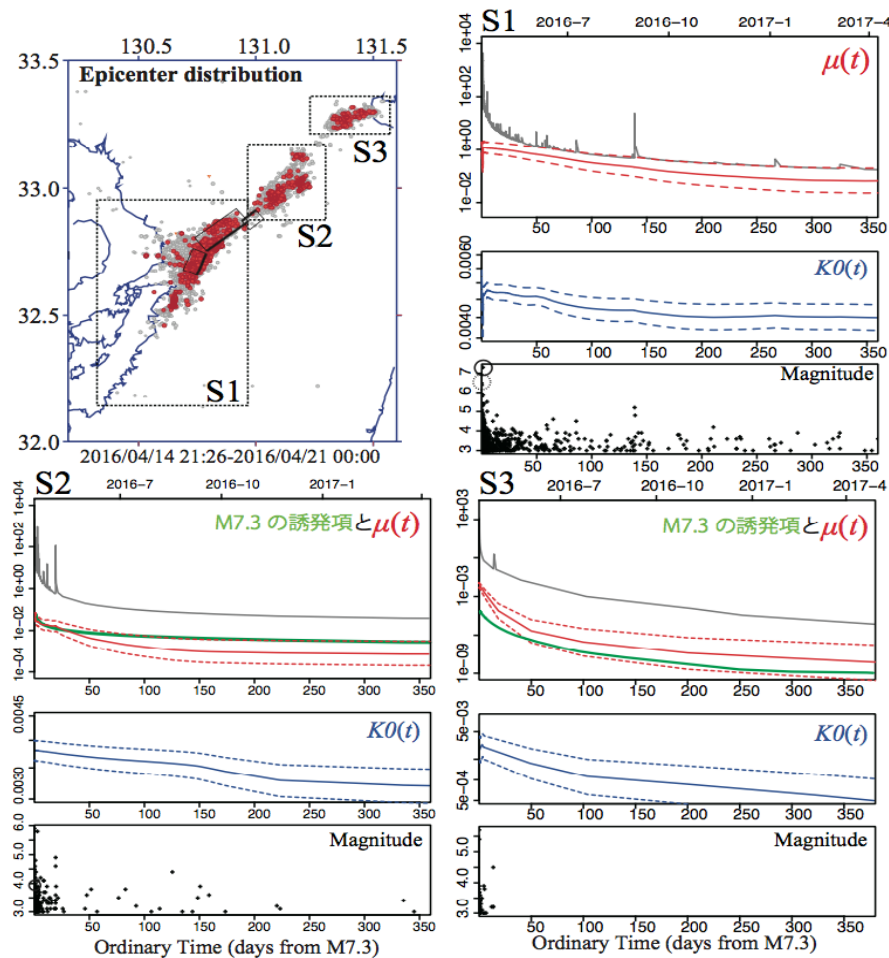 130.5 131.0 131.5
33.5
33.0
32.5
32.0
Epicenter distribution
S3
S2
S1
2016/04/14 21:26-2016/04/21 00:00
S1
2016-7 2016-10 2017-1 2017-4
μ(t)
1e+04
1e+02
1e+00
1e-02
50 100 150 200 250 300 350
K0(t)
0.0060
0.0040
50 100 150 200 250 300 350
Magnitude
7
6
5
4
3
50 100 150 200 250 300 350
S2
2016-7 2016-10 2017-1
M7.3 の誘発項とμ(t)
1e+04
1e+02
1e+00
1e-02
1e-04
50 100 150 200 250 300 350
K0(t)
0.0045
0.0030
50 100 150 200 250 300 350
Magnitude
6.0
5.0
4.0
3.0
50 100 150 200 250 300 350
Ordinary Time (days from M7.3)
S3
2016-7 2016-10 2017-1 2017-4
M7.3 の誘発項とμ(t)
1e+03
1e-03
1e-09
50 100 150 200 250 300 350
K0(t)
5e-03
5e-04
50 100 150 200 250 300 350
Magnitude
5.0
4.0
3.0
50 100 150 200 250 300 350
Ordinary Time (days from M7.3)